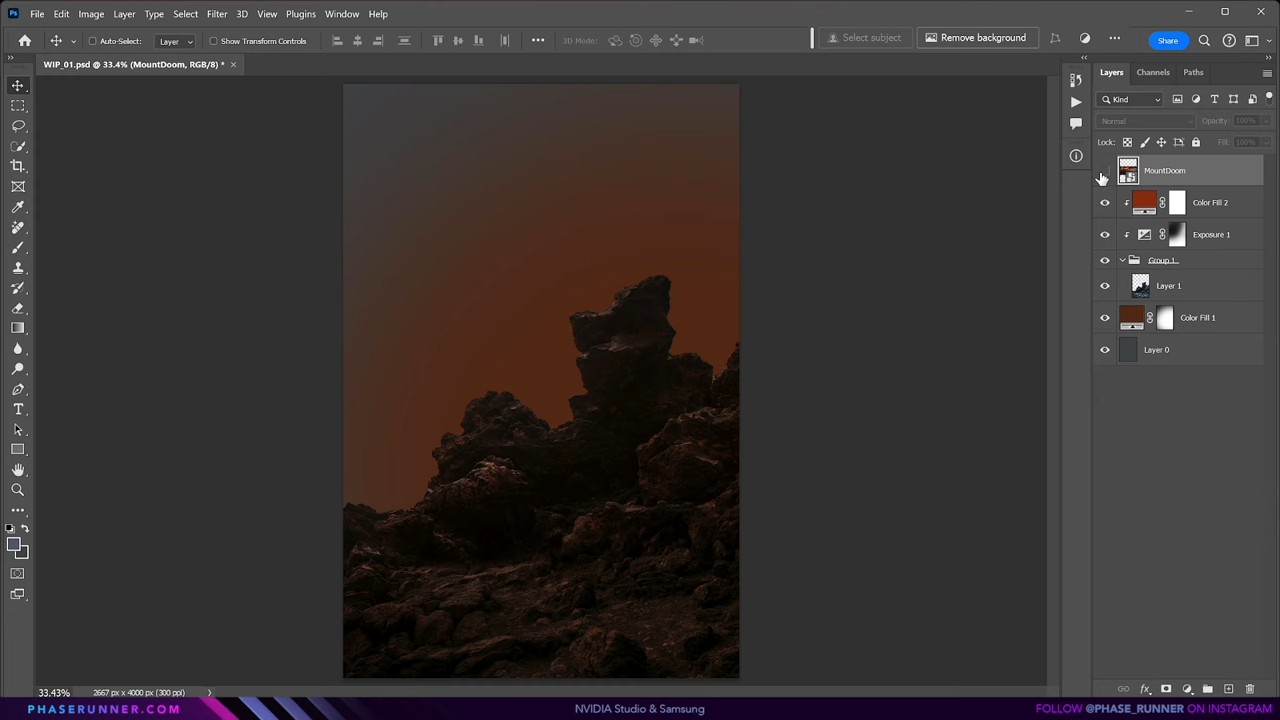 Ps File Edit Image Layer Type Select Filter 3D View Plugins Window Help
Auto-Select: Layer Show Transform Controls 3D Mode: Select subject Remove background Share
WIP_01.psd @ 33.4% (MountDoom, RGB/8) * ×
Layers Channels Paths
Kind
Normal Opacity: 100%
Lock: Fill: 100%
MountDoom
Color Fill 2
Exposure 1
Group 1
Layer 1
Color Fill 1
Layer 0
33.43% 2667 px x 4000 px (300 ppi)
PHASERUNNER.COM NVIDIA Studio & Samsung FOLLOW @PHASE_RUNNER ON INSTAGRAM